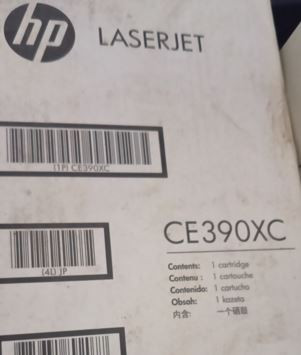 hp LASERJET
(1P) CE390XC
CE390XC
(4L) JP
Contents: 1 cartridge
Contenu : 1 cartouche
Contenido: 1 cartucho
Obsah: 1 kazeta
内含: 一个硒鼓